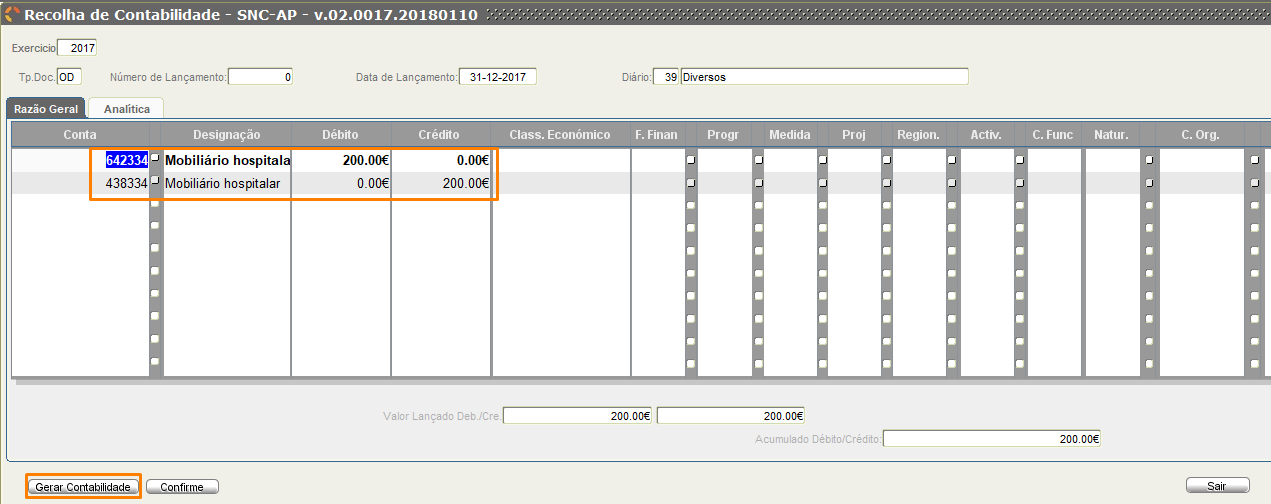 Recolha de Contabilidade - SNC-AP - v.02.0017.20180110
Exercicio 2017
Tp.Doc. OD Número de Lançamento: 0 Data de Lançamento: 31-12-2017 Diário: 39 Diversos
Razão Geral Analítica
Conta Designação Débito Crédito Class. Económico F. Finan Progr Medida Proj Region. Activ. C. Func Natur. C. Org.
642334 Mobiliário hospitala 200.00€ 0.00€
438334 Mobiliário hospitalar 0.00€ 200.00€
Valor Lançado Deb./Cre. 200.00€ 200.00€
Acumulado Débito/Crédito: 200.00€
Gerar Contabilidade Confirme Sair